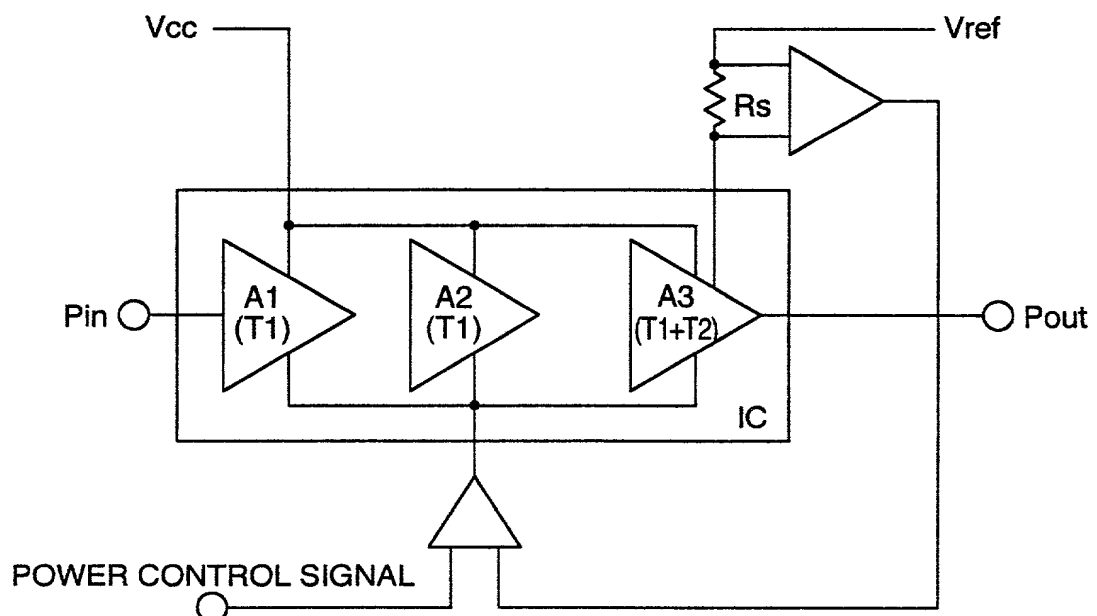 Vcc
Vref
Rs
Pin
A1
(T1)
A2
(T1)
A3
(T1+T2)
Pout
IC
POWER CONTROL SIGNAL